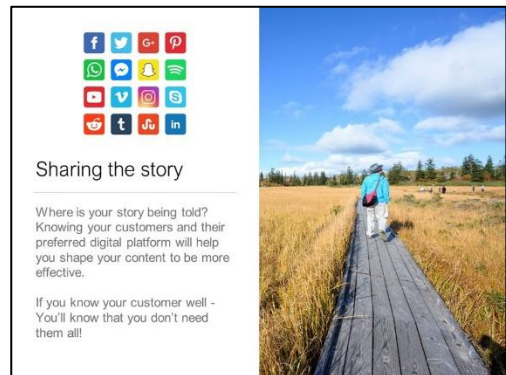 Sharing the story
Where is your story being told?
Knowing your customers and their
preferred digital platform will help
you shape your content to be more
effective.
If you know your customer well -
You'll know that you don't need
them all!